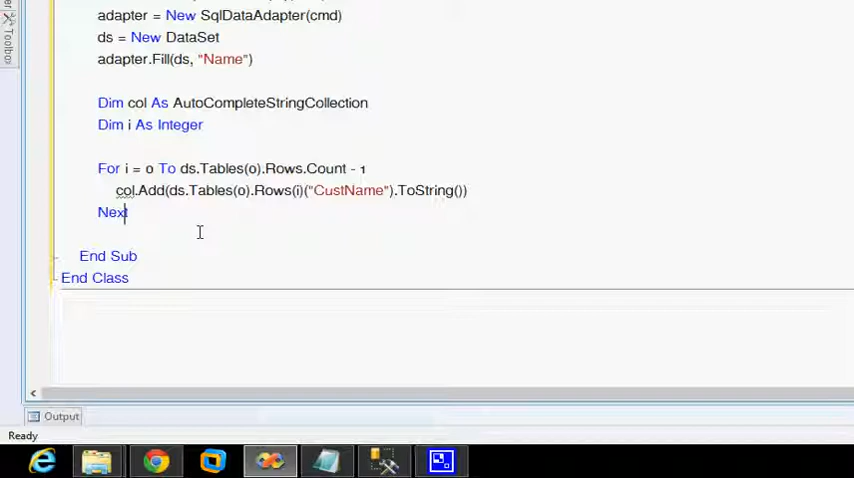 Toolbox
adapter = New SqlDataAdapter(cmd)
ds = New DataSet
adapter.Fill(ds, "Name")
Dim col As AutoCompleteStringCollection
Dim i As Integer
For i = 0 To ds.Tables(0).Rows.Count - 1
col.Add(ds.Tables(0).Rows(i)("CustName").ToString())
Next
End Sub
End Class
Output
Ready